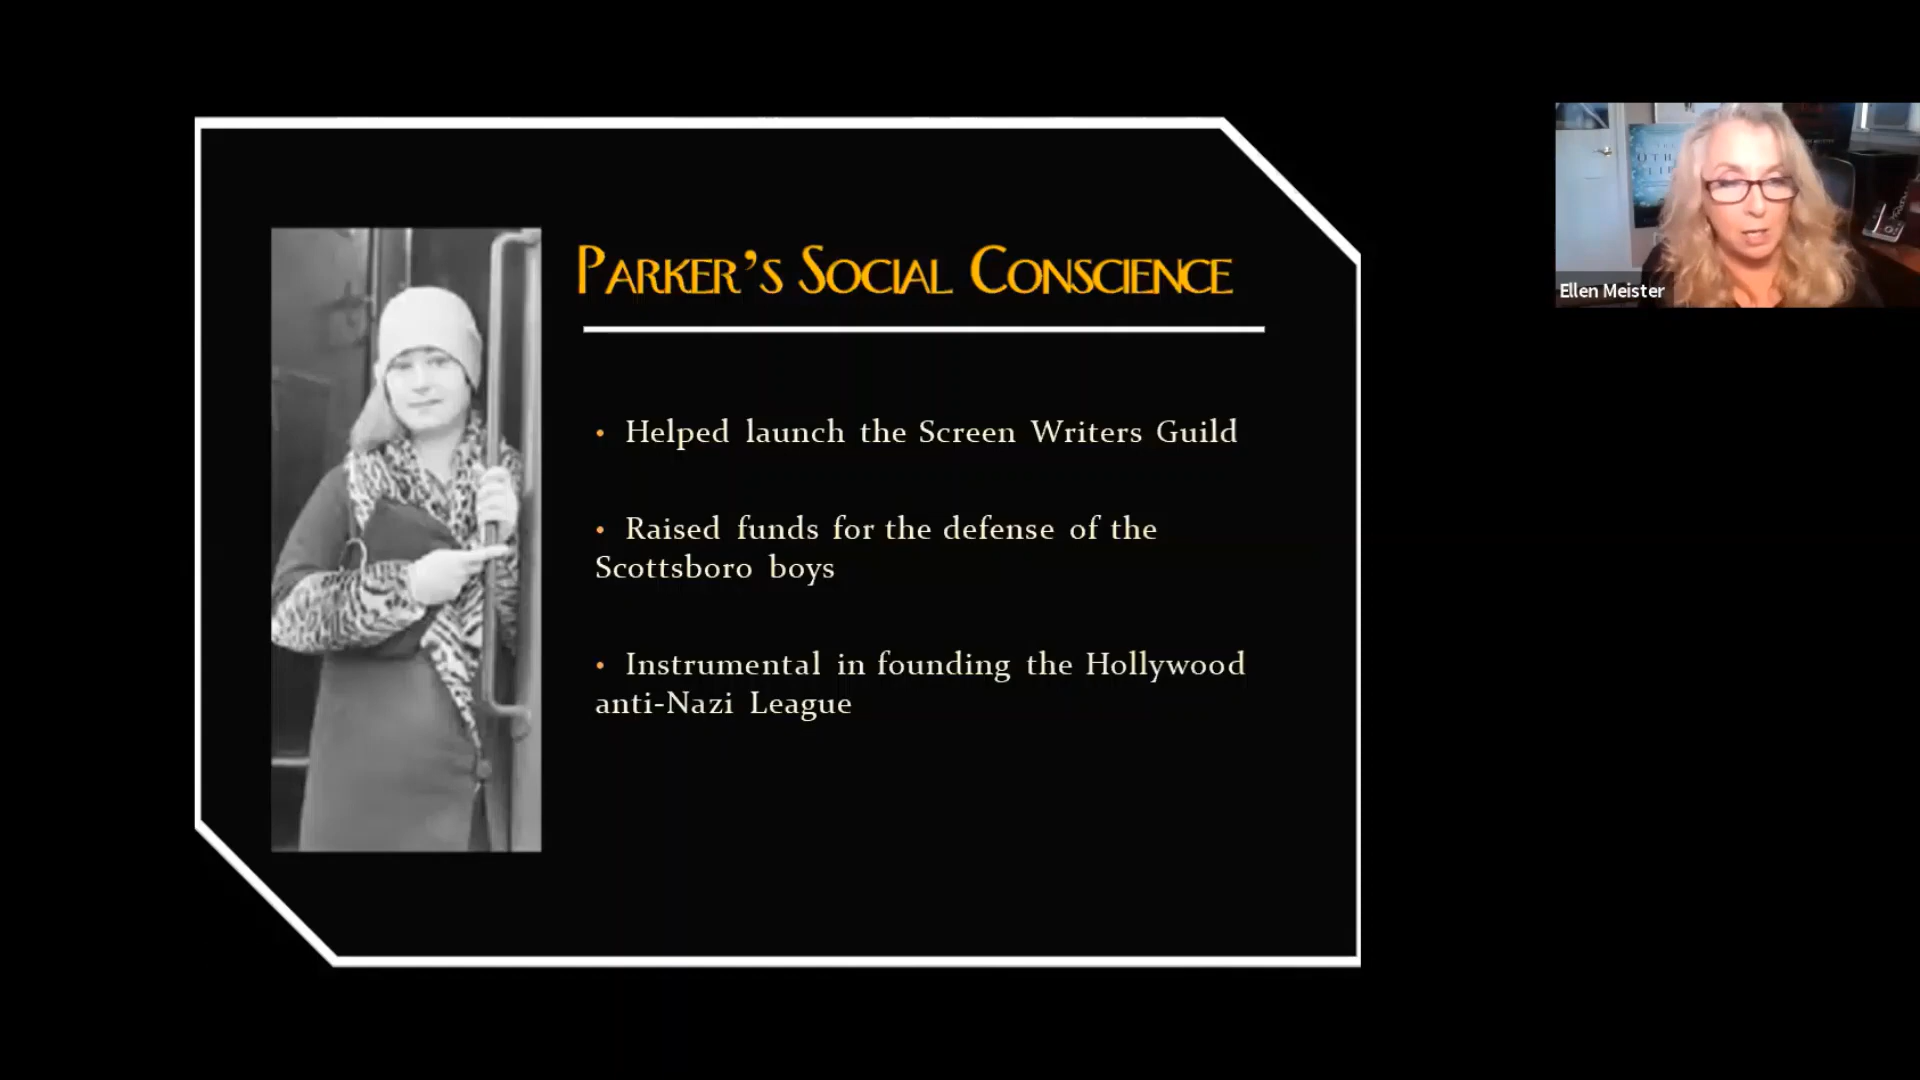 PARKER'S SOCIAL CONSCIENCE
• Helped launch the Screen Writers Guild
• Raised funds for the defense of the
Scottsboro boys
• Instrumental in founding the Hollywood
anti-Nazi League
Ellen Meister